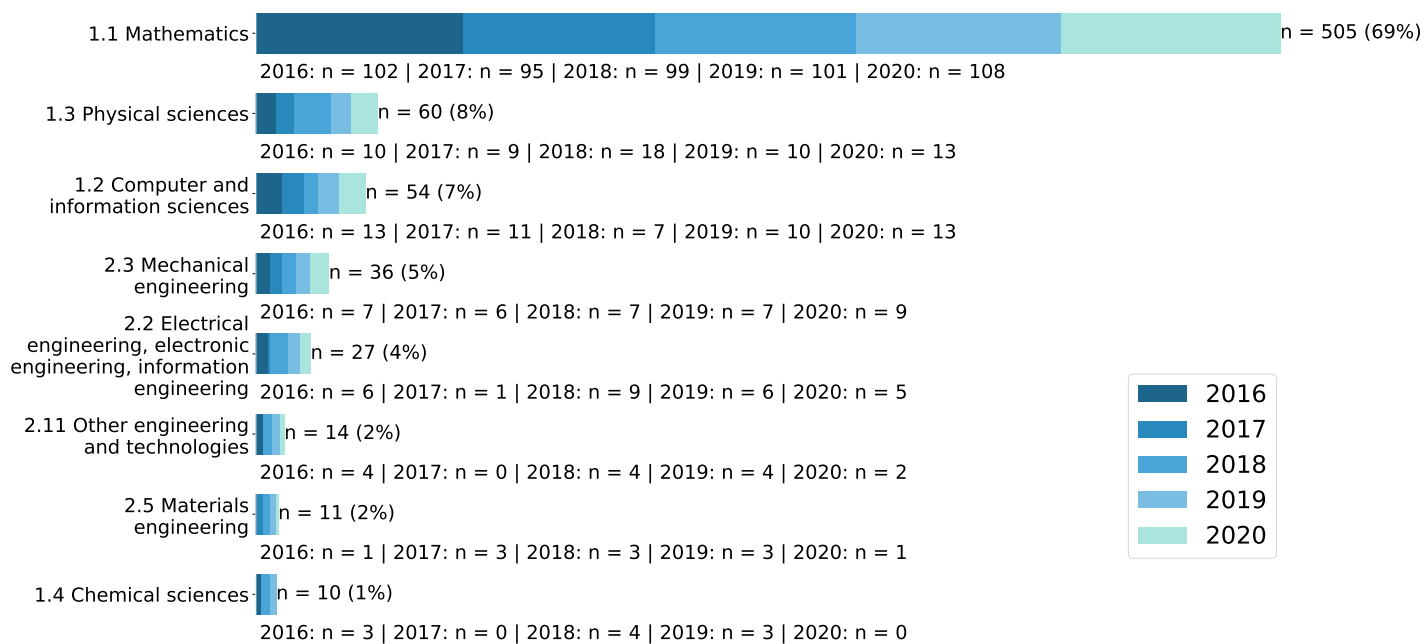 1.1 Mathematics
n = 505 (69%)
2016: n = 102 | 2017: n = 95 | 2018: n = 99 | 2019: n = 101 | 2020: n = 108
1.3 Physical sciences
n = 60 (8%)
2016: n = 10 | 2017: n = 9 | 2018: n = 18 | 2019: n = 10 | 2020: n = 13
1.2 Computer and
information sciences
n = 54 (7%)
2016: n = 13 | 2017: n = 11 | 2018: n = 7 | 2019: n = 10 | 2020: n = 13
2.3 Mechanical
engineering
n = 36 (5%)
2016: n = 7 | 2017: n = 6 | 2018: n = 7 | 2019: n = 7 | 2020: n = 9
2.2 Electrical
engineering, electronic
engineering, information
engineering
n = 27 (4%)
2016: n = 6 | 2017: n = 1 | 2018: n = 9 | 2019: n = 6 | 2020: n = 5
2.11 Other engineering
and technologies
n = 14 (2%)
2016: n = 4 | 2017: n = 0 | 2018: n = 4 | 2019: n = 4 | 2020: n = 2
2.5 Materials
engineering
n = 11 (2%)
2016: n = 1 | 2017: n = 3 | 2018: n = 3 | 2019: n = 3 | 2020: n = 1
1.4 Chemical sciences
n = 10 (1%)
2016: n = 3 | 2017: n = 0 | 2018: n = 4 | 2019: n = 3 | 2020: n = 0
2016
2017
2018
2019
2020